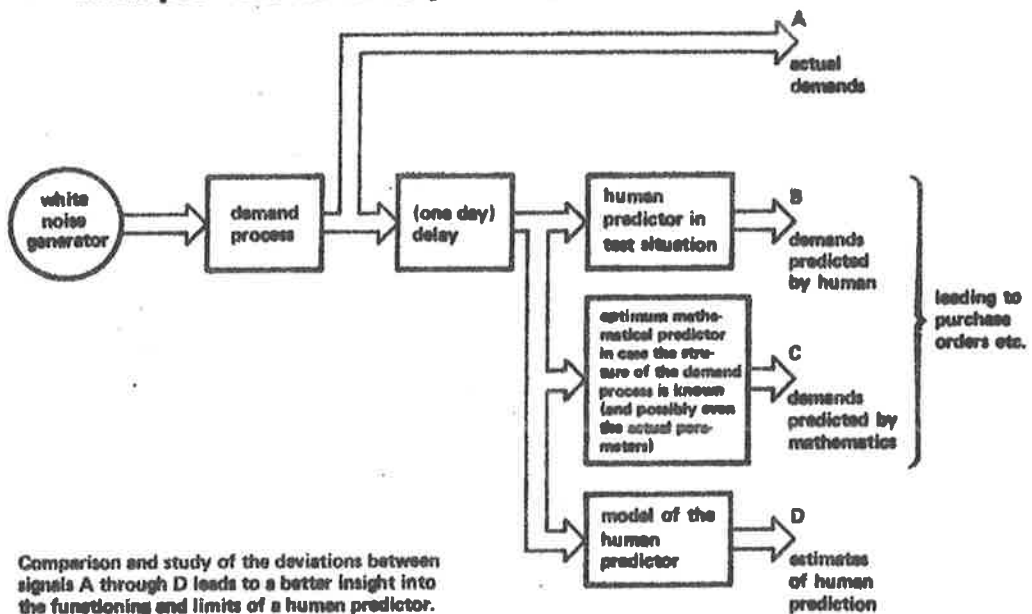 A
actual
demands
white
noise
generator
demand
process
(one day)
delay
human
predictor in
test situation
B
demands
predicted
by human
optimum mathe-
matical predictor
in case the struc-
ture of the demand
process is known
(and possibly even
the actual para-
meters)
C
demands
predicted by
mathematics
leading to
purchase
orders etc.
model of the
human
predictor
D
estimates
of human
prediction
Comparison and study of the deviations between
signals A through D leads to a better insight into
the functioning and limits of a human predictor.